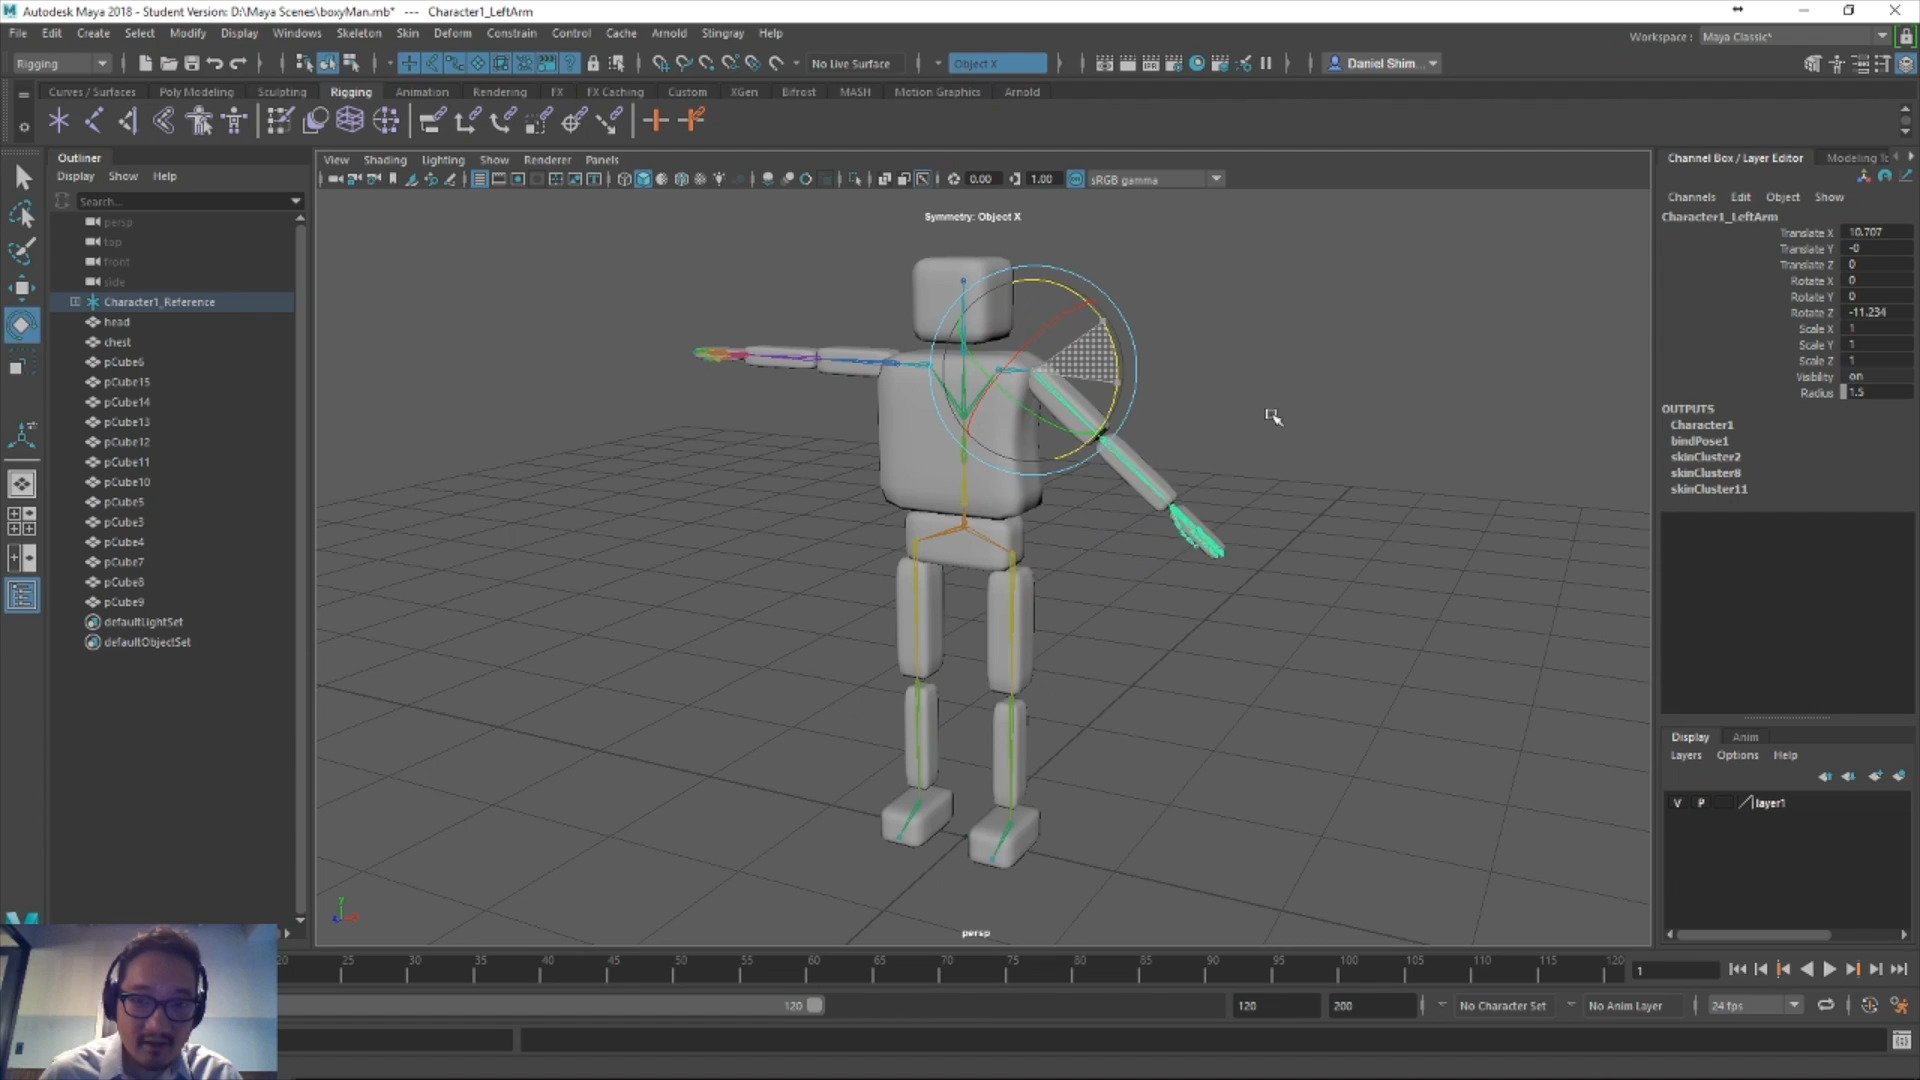 Autodesk Maya 2018 - Student Version: D:\Maya Scenes\boxyMan.mb* --- Character1_LeftArm
File Edit Create Select Modify Display Windows Skeleton Skin Deform Constrain Control Cache Arnold Stingray Help
Workspace : Maya Classic*
Rigging No Live Surface Object X Daniel Shim...
Curves / Surfaces Poly Modeling Sculpting Rigging Animation Rendering FX FX Caching Custom XGen Bifrost MASH Motion Graphics Arnold
Outliner
Display Show Help
Search...
persp
top
front
side
Character1_Reference
head
chest
pCube6
pCube15
pCube14
pCube13
pCube12
pCube11
pCube10
pCube5
pCube3
pCube4
pCube7
pCube8
pCube9
defaultLightSet
defaultObjectSet
View Shading Lighting Show Renderer Panels
0.00 1.00 sRGB gamma
Symmetry: Object X
persp
Channel Box / Layer Editor Modeling To
Channels Edit Object Show
Character1_LeftArm
Translate X 10.707
Translate Y -0
Translate Z 0
Rotate X 0
Rotate Y 0
Rotate Z -11.234
Scale X 1
Scale Y 1
Scale Z 1
Visibility on
Radius 1.5
OUTPUTS
Character1
bindPose1
skinCluster2
skinCluster8
skinCluster11
Display Anim
Layers Options Help
V P layer1
20 25 30 35 40 45 50 55 60 65 70 75 80 85 90 95 100 105 110 115 120
1
120 120 200 No Character Set No Anim Layer 24 fps